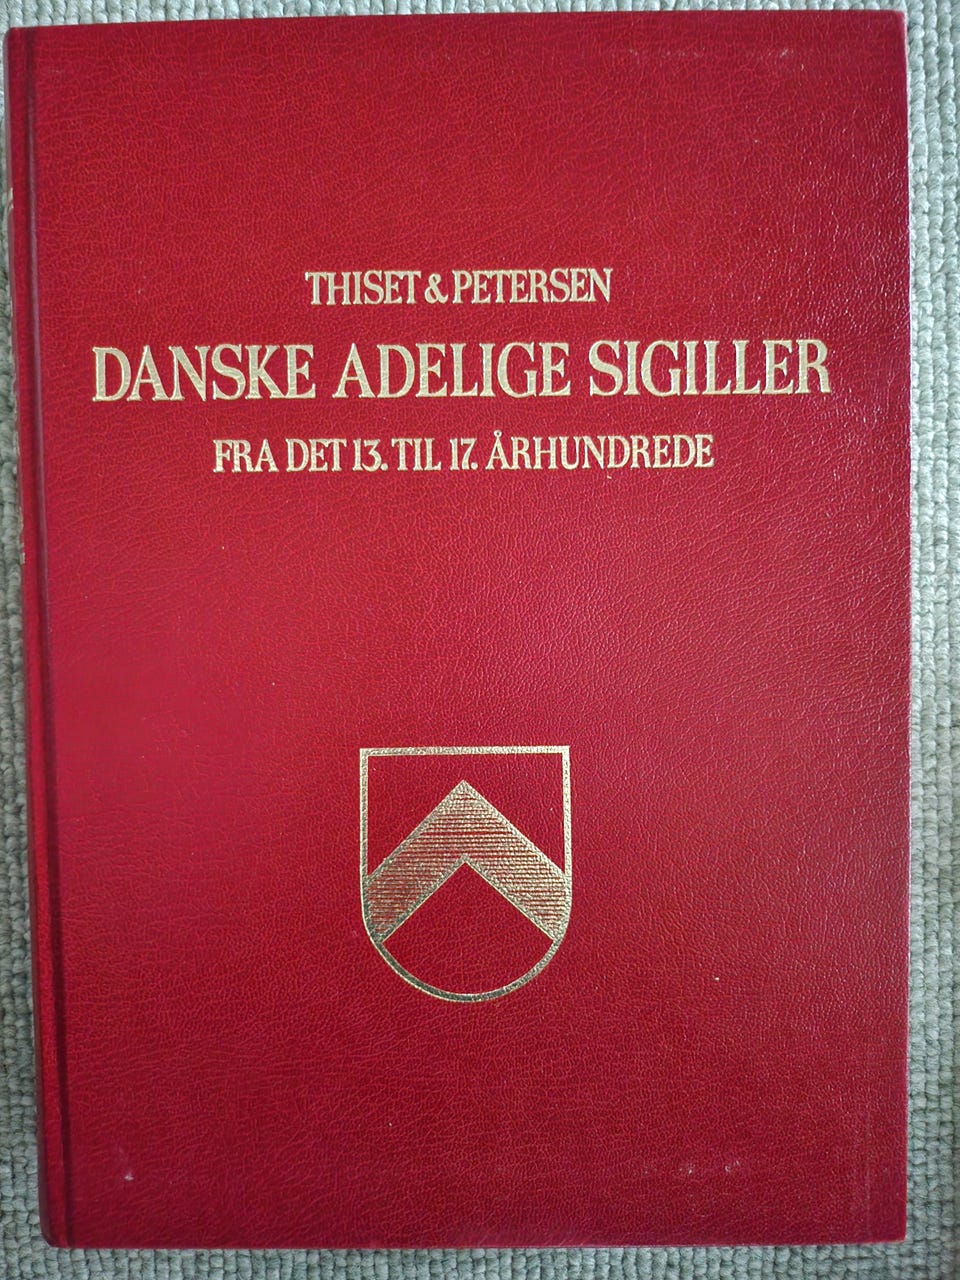 THISET & PETERSEN
DANSKE ADELIGE SIGILLER
FRA DET 13. TIL 17. ÅRHUNDREDE